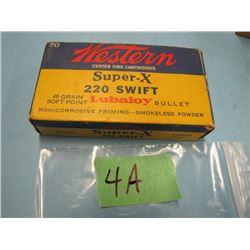 20
Western
CENTER FIRE CARTRIDGES
Super-X
220 SWIFT
48 GRAIN
SOFT POINT Lubaloy BULLET
NON-CORROSIVE PRIMING—SMOKELESS POWDER
4A